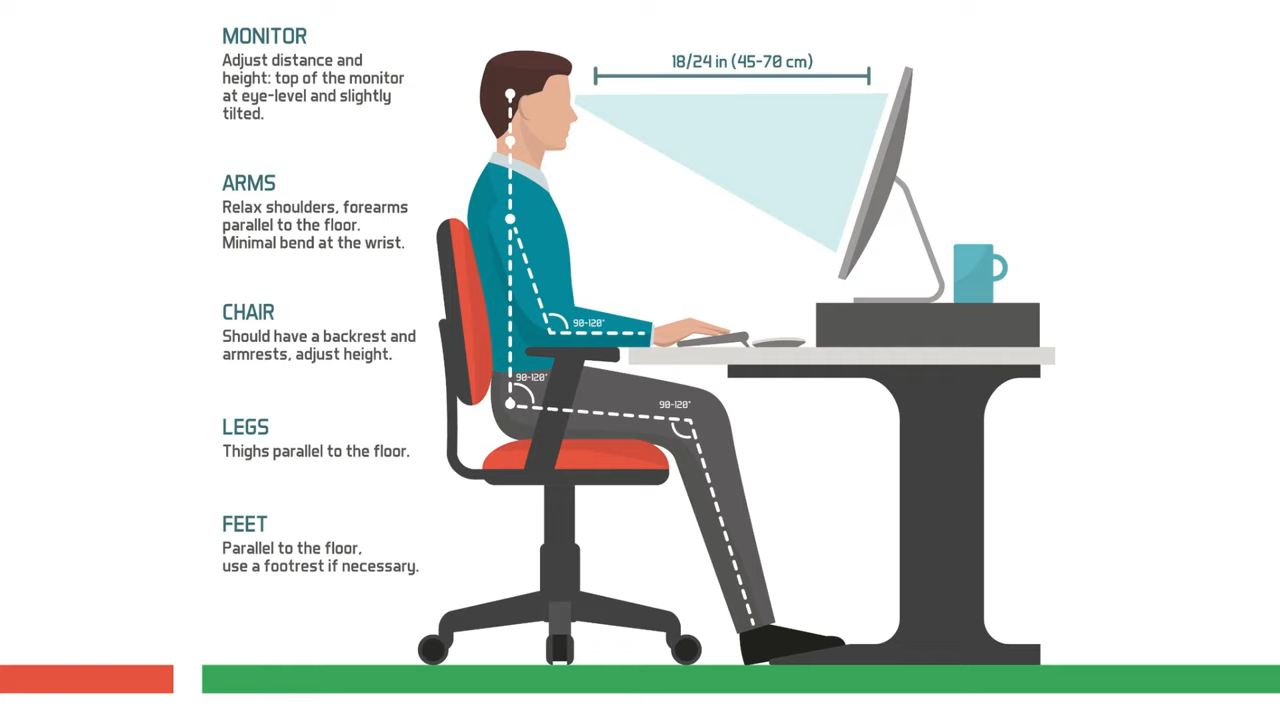 MONITOR
Adjust distance and
height: top of the monitor
at eye-level and slightly
tilted.
18/24 in (45-70 cm)
ARMS
Relax shoulders, forearms
parallel to the floor.
Minimal bend at the wrist.
CHAIR
Should have a backrest and
armrests, adjust height.
90-120°
90-120°
90-120°
LEGS
Thighs parallel to the floor.
FEET
Parallel to the floor,
use a footrest if necessary.